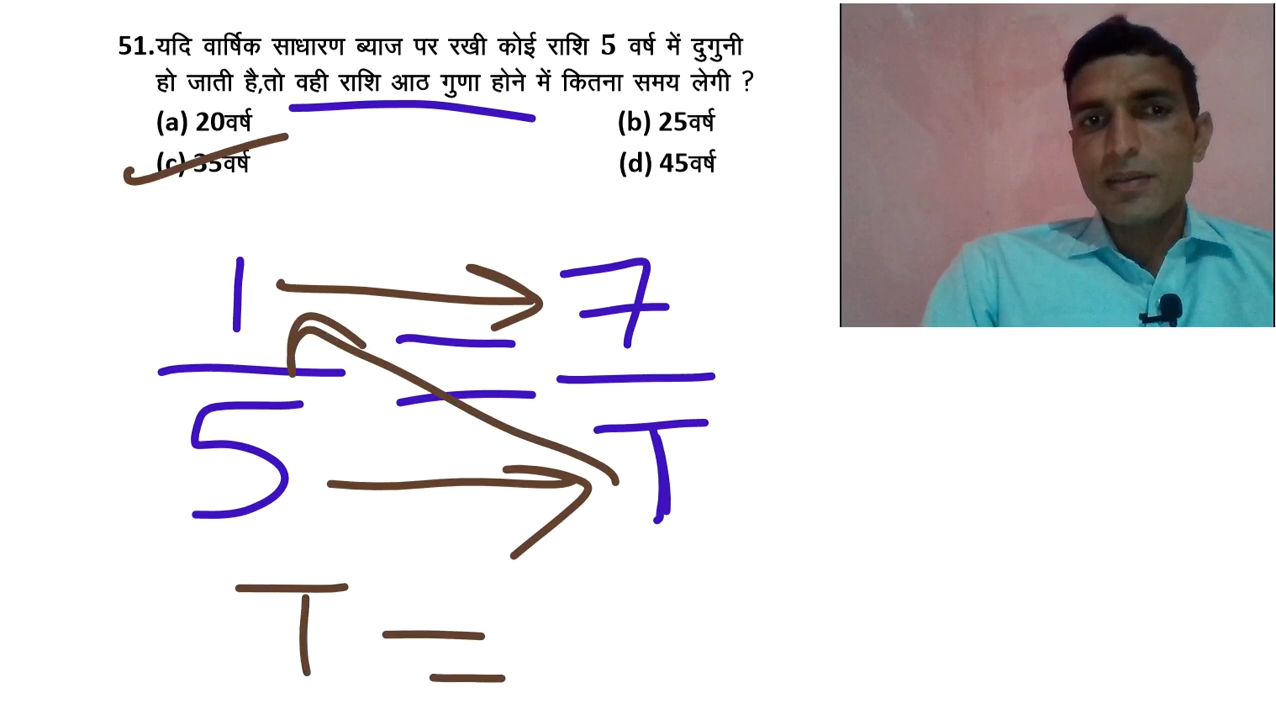 51.यदि वार्षिक साधारण ब्याज पर रखी कोई राशि 5 वर्ष में दुगुनी
हो जाती है,तो वही राशि आठ गुणा होने में कितना समय लेगी ?
(a) 20वर्ष (b) 25वर्ष
(c) 35वर्ष (d) 45वर्ष
1 = 7
5 T
T =